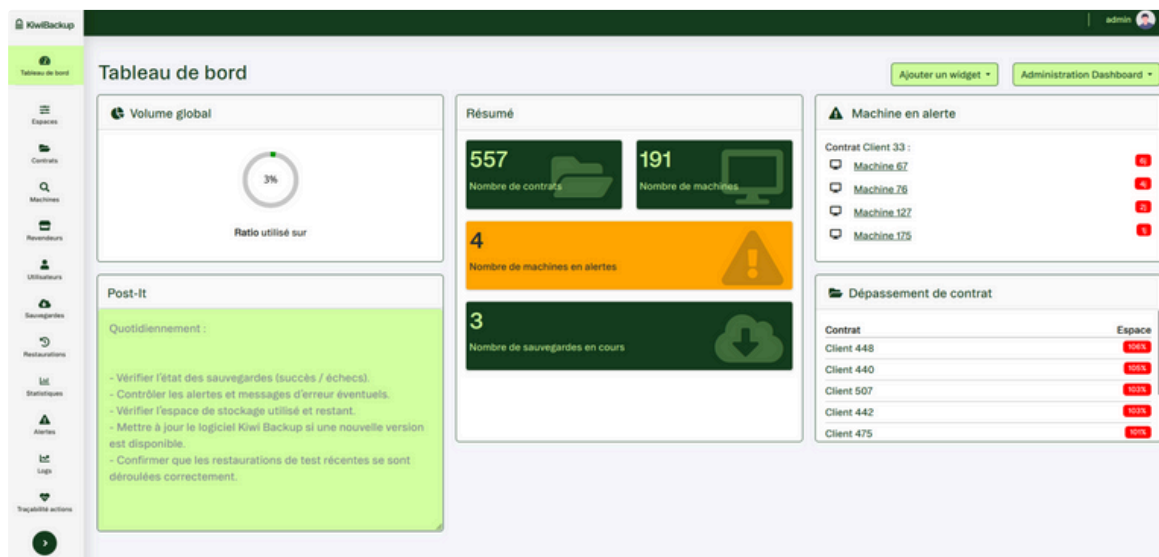 KiwiBackup
admin
Tableau de bord
Espaces
Contrats
Machines
Revendeurs
Utilisateurs
Sauvegardes
Restaurations
Statistiques
Alertes
Logs
Traçabilité actions
Tableau de bord
Ajouter un widget
Administration Dashboard
Volume global
3%
Ratio utilisé sur
Post-It
Quotidiennement :
- Vérifier l'état des sauvegardes (succès / échecs).
- Contrôler les alertes et messages d'erreur éventuels.
- Vérifier l'espace de stockage utilisé et restant.
- Mettre à jour le logiciel Kiwi Backup si une nouvelle version
est disponible.
- Confirmer que les restaurations de test récentes se sont
déroulées correctement.
Résumé
557
Nombre de contrats
191
Nombre de machines
4
Nombre de machines en alertes
3
Nombre de sauvegardes en cours
Machine en alerte
Contrat Client 33 :
Machine 67 6j
Machine 76 4j
Machine 127 2j
Machine 175 1j
Dépassement de contrat
Contrat Espace
Client 448 106%
Client 440 105%
Client 507 103%
Client 442 103%
Client 475 101%